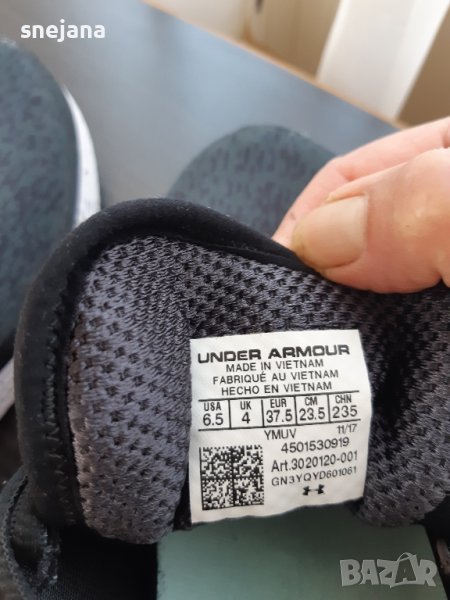 snejana
UNDER ARMOUR
MADE IN VIETNAM
FABRIQUÉ AU VIETNAM
HECHO EN VIETNAM
USA UK EUR CM CHN
6.5 4 37.5 23.5 235
YMUV 11/17
4501530919
Art.3020120-001
GN3YQYD601061
BAZAR